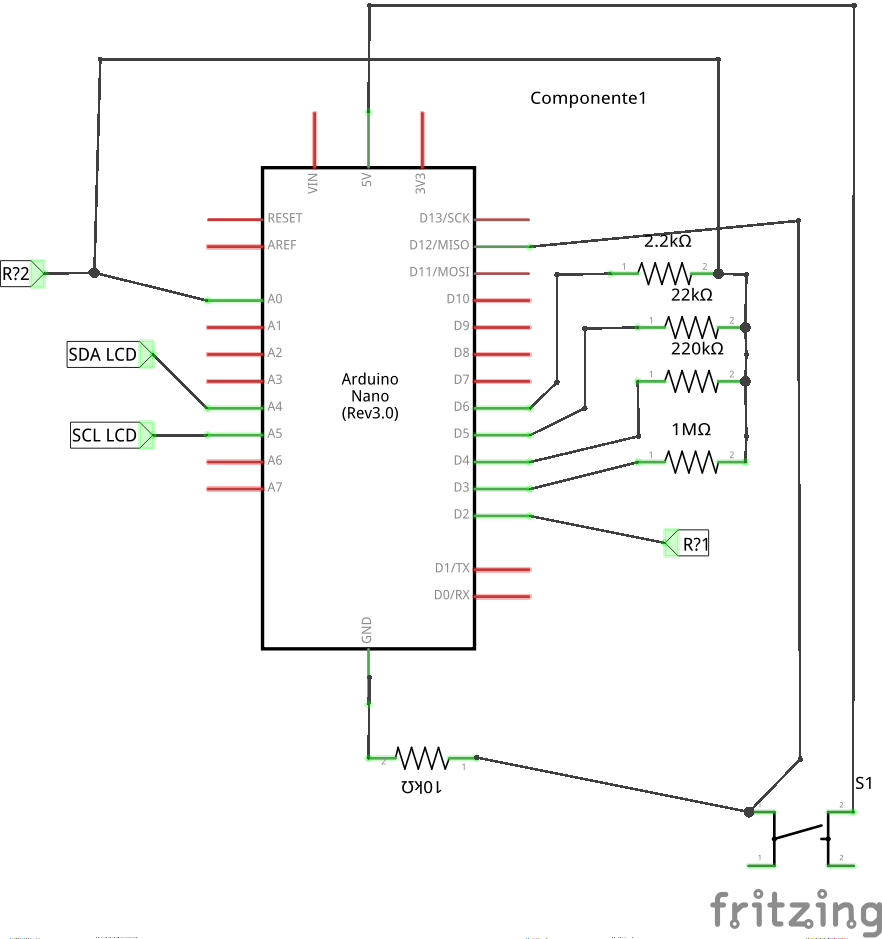 Componente1
VIN
5V
3V3
RESET
D13/SCK
AREF
D12/MISO
2.2kΩ
1
2
R?2
D11/MOSI
22kΩ
A0
D10
1
2
A1
D9
220kΩ
SDA LCD
A2
D8
1
2
A3
Arduino
Nano
(Rev3.0)
D7
A4
D6
1MΩ
SCL LCD
A5
D5
1
2
A6
D4
A7
D3
D2
R?1
D1/TX
D0/RX
GND
2
1
10kΩ
S1
1
2
1
2
fritzing